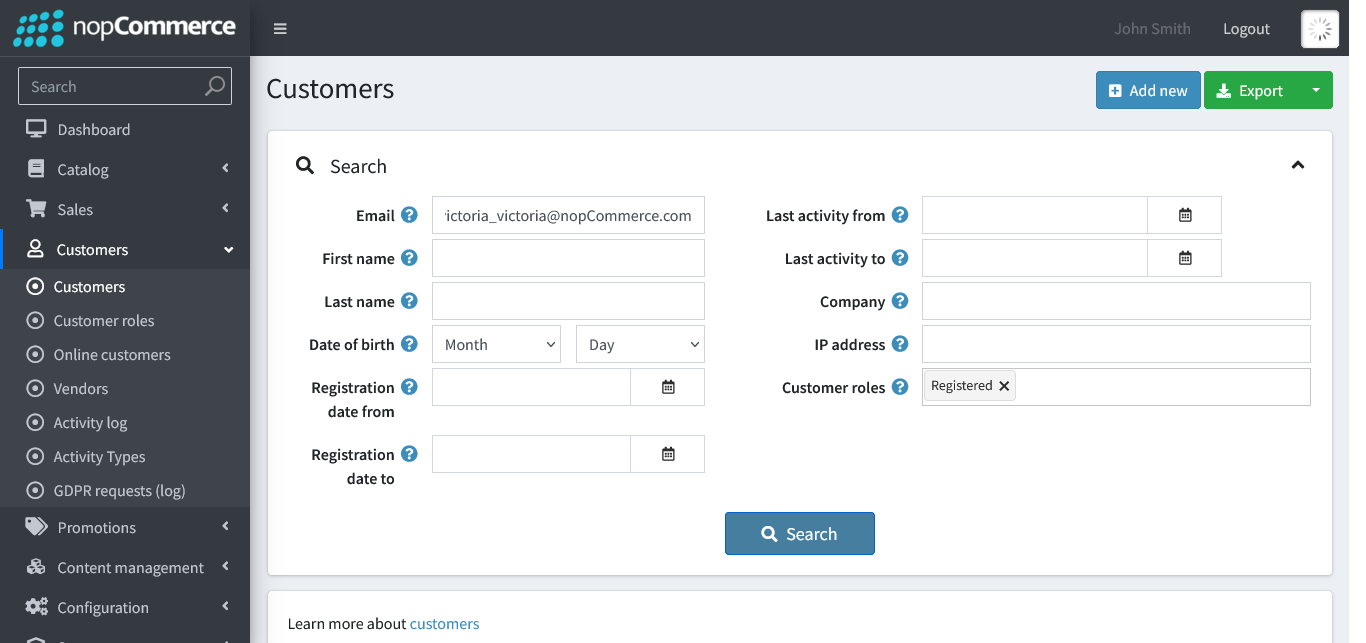 nopCommerce
John Smith
Logout
Search
Dashboard
Catalog
Sales
Customers
Customers
Customer roles
Online customers
Vendors
Activity log
Activity Types
GDPR requests (log)
Promotions
Content management
Configuration
Customers
Add new
Export
Search
Email
ictoria_victoria@nopCommerce.com
First name
Last name
Date of birth
Month
Day
Registration
date from
Registration
date to
Last activity from
Last activity to
Company
IP address
Customer roles
Registered
Search
Learn more about customers